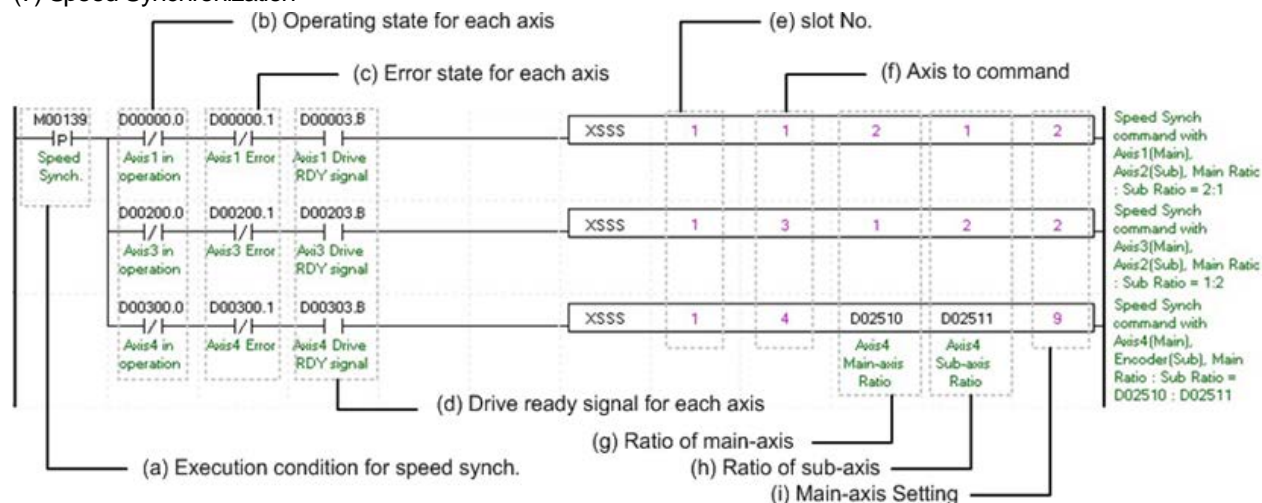 (7) Speed Synchronization
(b) Operating state for each axis
(e) slot No.
(c) Error state for each axis
(f) Axis to command
M00139
D00000.0
D00000.1
D00003.B
P
Speed
Synch.
Axis1 in
operation
Axis1 Error
Axis1 Drive
RDY signal
XSSS 1 1 2 1 2
Speed Synch
command with
Axis1(Main),
Axis2(Sub), Main Ratio
: Sub Ratio = 2:1
D00200.0
D00200.1
D00203.B
Axis3 in
operation
Axis3 Error
Axi3 Drive
RDY signal
XSSS 1 3 1 2 2
Speed Synch
command with
Axis3(Main),
Axis2(Sub), Main Ratio
: Sub Ratio = 1:2
D00300.0
D00300.1
D00303.B
Axis4 in
operation
Axis4 Error
Axis4 Drive
RDY signal
XSSS 1 4 D02510 D02511 9
Axis4
Main-axis
Ratio
Axis4
Sub-axis
Ratio
Speed Synch
command with
Axis4(Main),
Encoder(Sub), Main
Ratio : Sub Ratio =
D02510 : D02511
(d) Drive ready signal for each axis
(g) Ratio of main-axis
(a) Execution condition for speed synch.
(h) Ratio of sub-axis
(i) Main-axis Setting